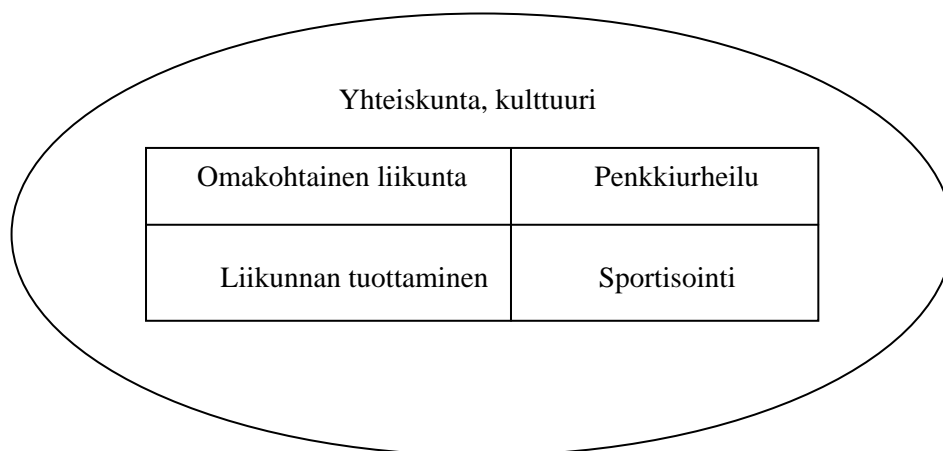 Yhteiskunta, kulttuuri
Omakohtainen liikunta
Penkkiurheilu
Liikunnan tuottaminen
Sportisointi